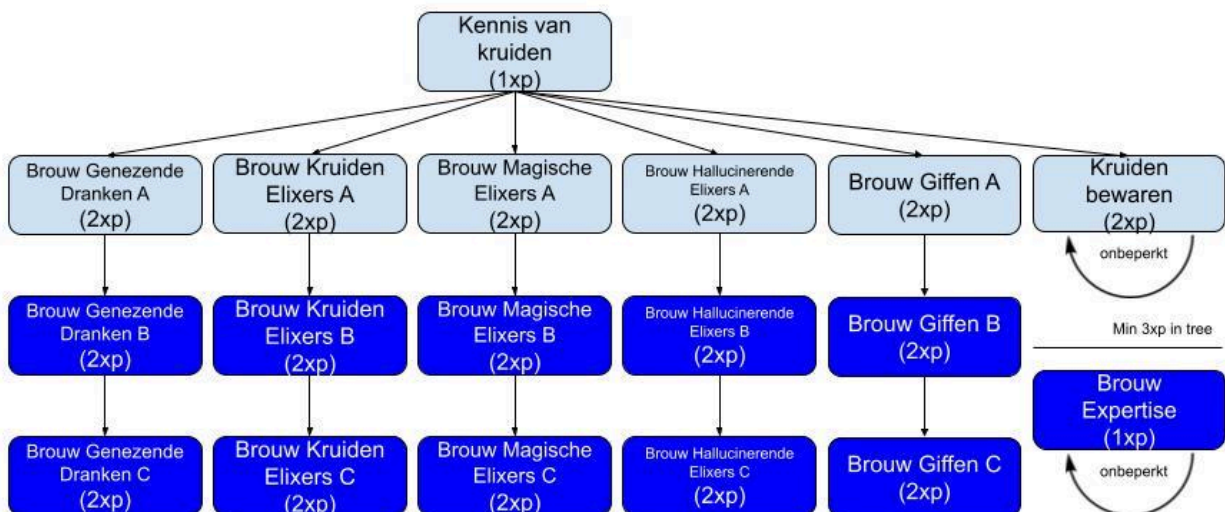 Kennis van
kruiden
(1xp)
Brouw Genezende
Dranken A
(2xp)
Brouw Kruiden
Elixers A
(2xp)
Brouw Magische
Elixers A
(2xp)
Brouw Hallucinerende
Elixers A
(2xp)
Brouw Giffen A
(2xp)
Kruiden
bewaren
(2xp)
onbeperkt
Brouw Genezende
Dranken B
(2xp)
Brouw Kruiden
Elixers B
(2xp)
Brouw Magische
Elixers B
(2xp)
Brouw Hallucinerende
Elixers B
(2xp)
Brouw Giffen B
(2xp)
Min 3xp in tree
Brouw
Expertise
(1xp)
onbeperkt
Brouw Genezende
Dranken C
(2xp)
Brouw Kruiden
Elixers C
(2xp)
Brouw Magische
Elixers C
(2xp)
Brouw Hallucinerende
Elixers C
(2xp)
Brouw Giffen C
(2xp)